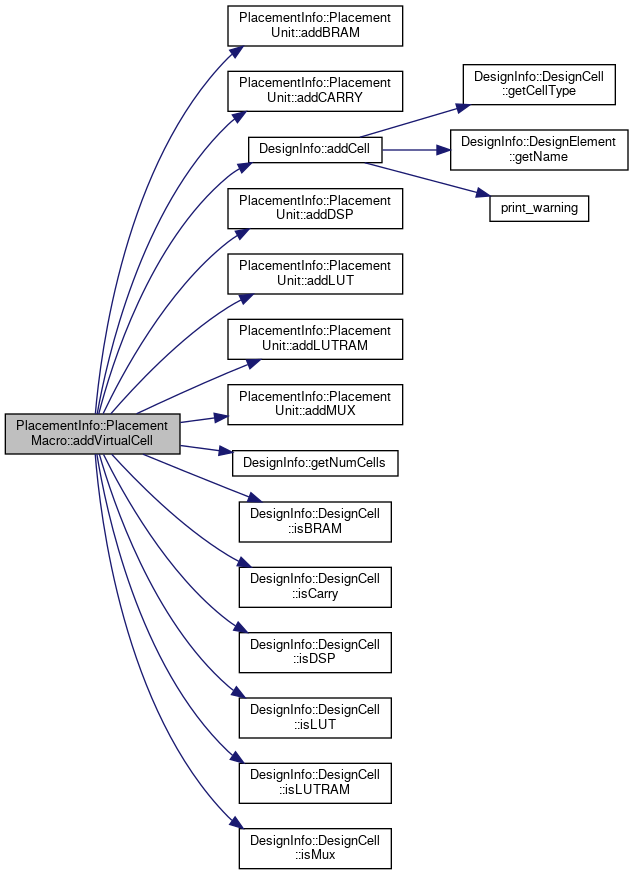 PlacementInfo::Placement
Unit::addBRAM
PlacementInfo::Placement
Unit::addCARRY
DesignInfo::addCell
DesignInfo::DesignCell
::getCellType
DesignInfo::DesignElement
::getName
print_warning
PlacementInfo::Placement
Unit::addDSP
PlacementInfo::Placement
Unit::addLUT
PlacementInfo::Placement
Unit::addLUTRAM
PlacementInfo::Placement
Unit::addMUX
PlacementInfo::Placement
Macro::addVirtualCell
DesignInfo::getNumCells
DesignInfo::DesignCell
::isBRAM
DesignInfo::DesignCell
::isCarry
DesignInfo::DesignCell
::isDSP
DesignInfo::DesignCell
::isLUT
DesignInfo::DesignCell
::isLUTRAM
DesignInfo::DesignCell
::isMux